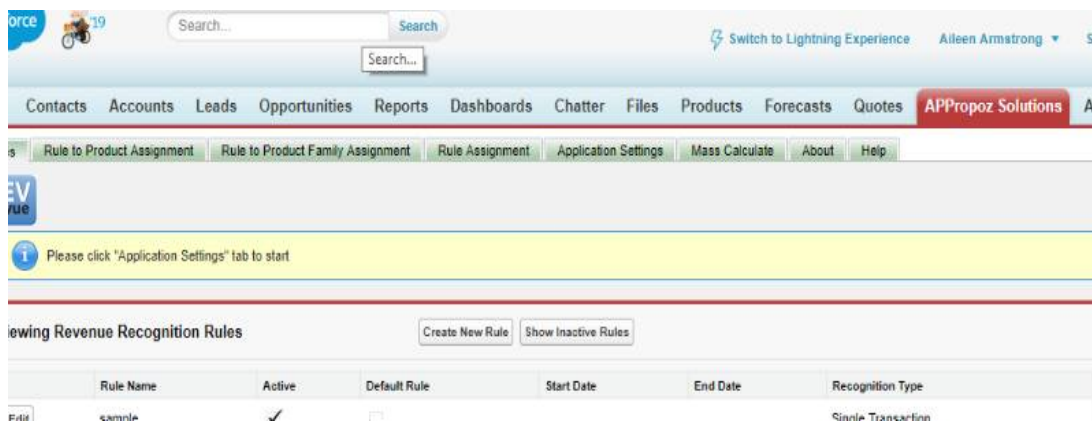 orce '19 Search... Search Switch to Lightning Experience Aileen Armstrong S
Search...
Contacts Accounts Leads Opportunities Reports Dashboards Chatter Files Products Forecasts Quotes APPropoz Solutions A
s Rule to Product Assignment Rule to Product Family Assignment Rule Assignment Application Settings Mass Calculate About Help
EV
vue
i Please click "Application Settings" tab to start
iewing Revenue Recognition Rules Create New Rule Show Inactive Rules
Rule Name Active Default Rule Start Date End Date Recognition Type
Edit sample Single Transaction